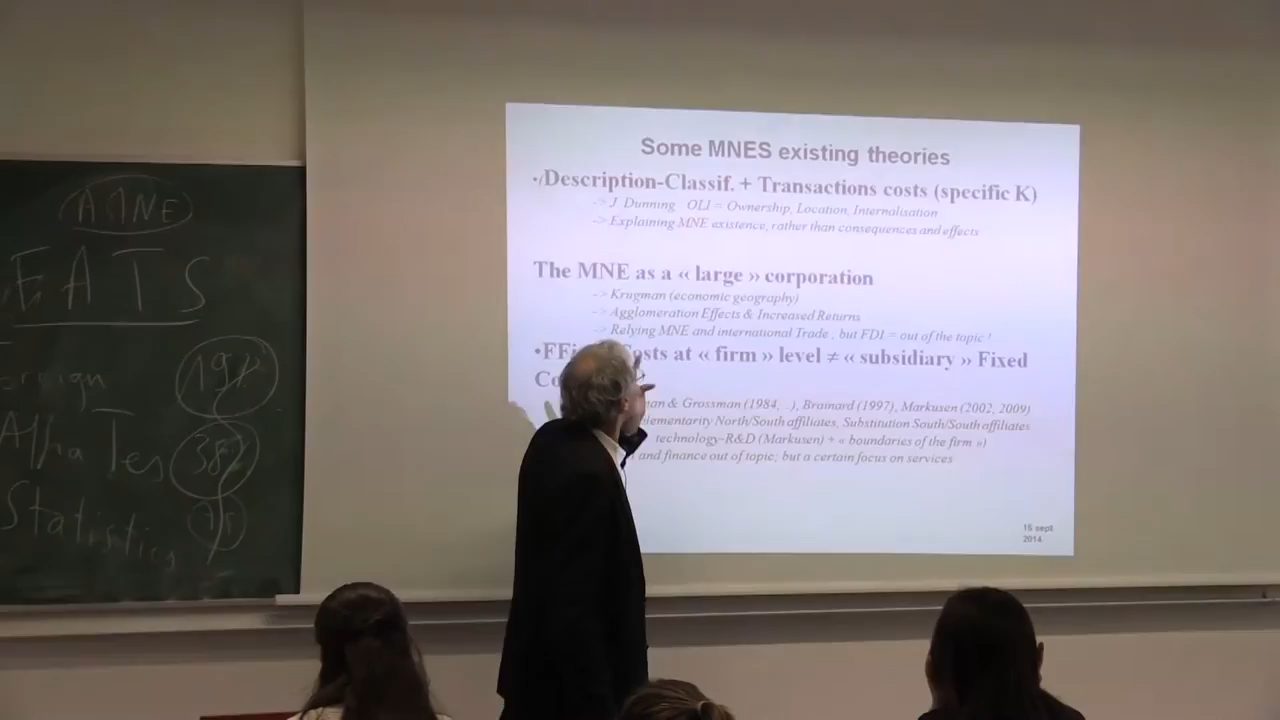 AMNE
FATS
Statistics
Some MNES existing theories
•(Description-Classif. + Transactions costs (specific K)
-> J Dunning OLI = Ownership, Location, Internalisation
-> Explaining MNE existence, rather than consequences and effects
The MNE as a « large » corporation
-> Krugman (economic geography)
-> Agglomeration Effects & Increased Returns
-> Relying MNE and international Trade, but FDI = out of the topic !
at « firm » level ≠ « subsidiary » Fixed
& Grossman (1984, ..), Brainard (1997), Markusen (2002, 2009)
North/South affiliates, Substitution South/South affiliates
technology-R&D (Markusen) + « boundaries of the firm »)
and finance out of topic; but a certain focus on services
15 sept
2014